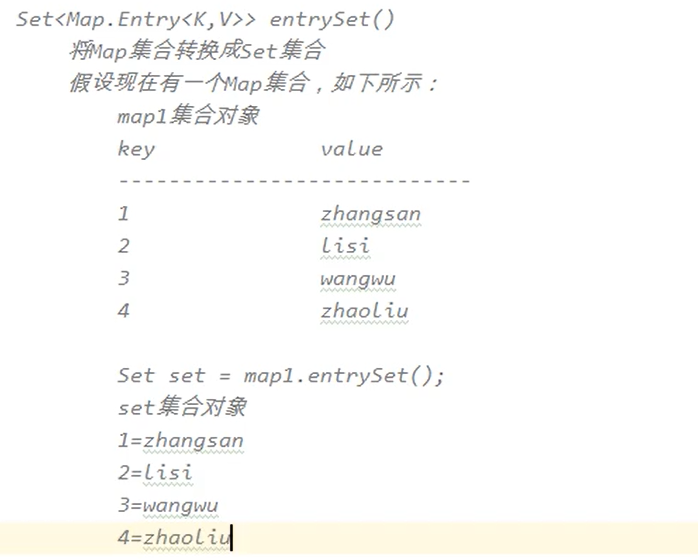 Set<Map.Entry<K,V>> entrySet()
将Map集合转换成Set集合
假设现在有一个Map集合，如下所示：
map1集合对象
key value
----------------------------
1 zhangsan
2 lisi
3 wangwu
4 zhaoliu
Set set = map1.entrySet();
set集合对象
1=zhangsan
2=lisi
3=wangwu
4=zhaoliu